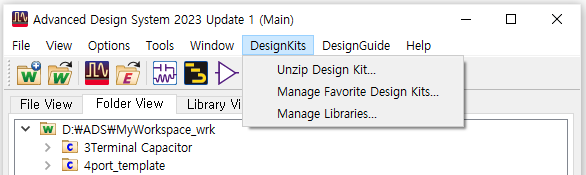 Advanced Design System 2023 Update 1 (Main)
File View Options Tools Window DesignKits DesignGuide Help
Unzip Design Kit...
Manage Favorite Design Kits...
Manage Libraries...
File View Folder View Library Vi
D:₩ADS₩MyWorkspace_wrk
3Terminal Capacitor
4port_template